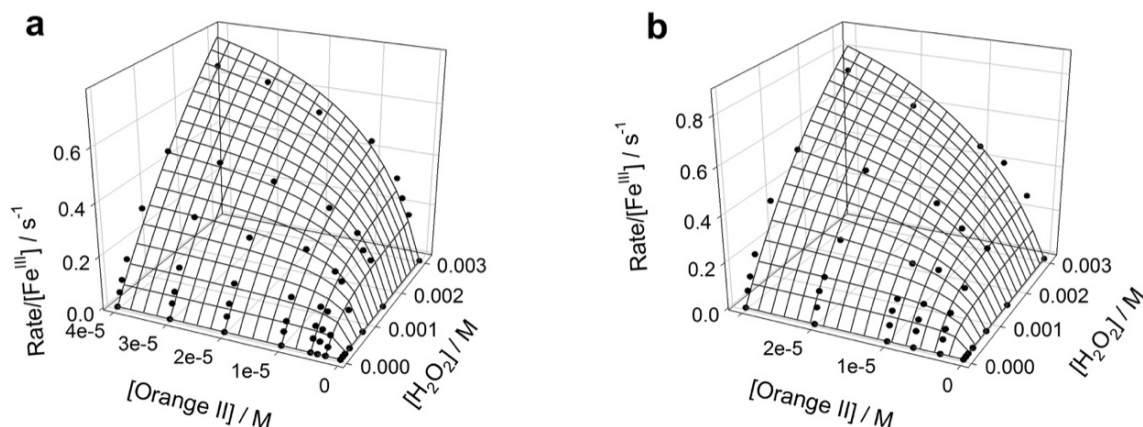 a
Rate/[Fe^III] / s^-1
0.6
0.4
0.2
0.0
4e-5
3e-5
2e-5
1e-5
0
[Orange II] / M
0.003
0.002
0.001
0.000
[H₂O₂] / M
b
Rate/[Fe^III] / s^-1
0.8
0.6
0.4
0.2
0.0
2e-5
1e-5
0
[Orange II] / M
0.003
0.002
0.001
0.000
[H₂O₂] / M